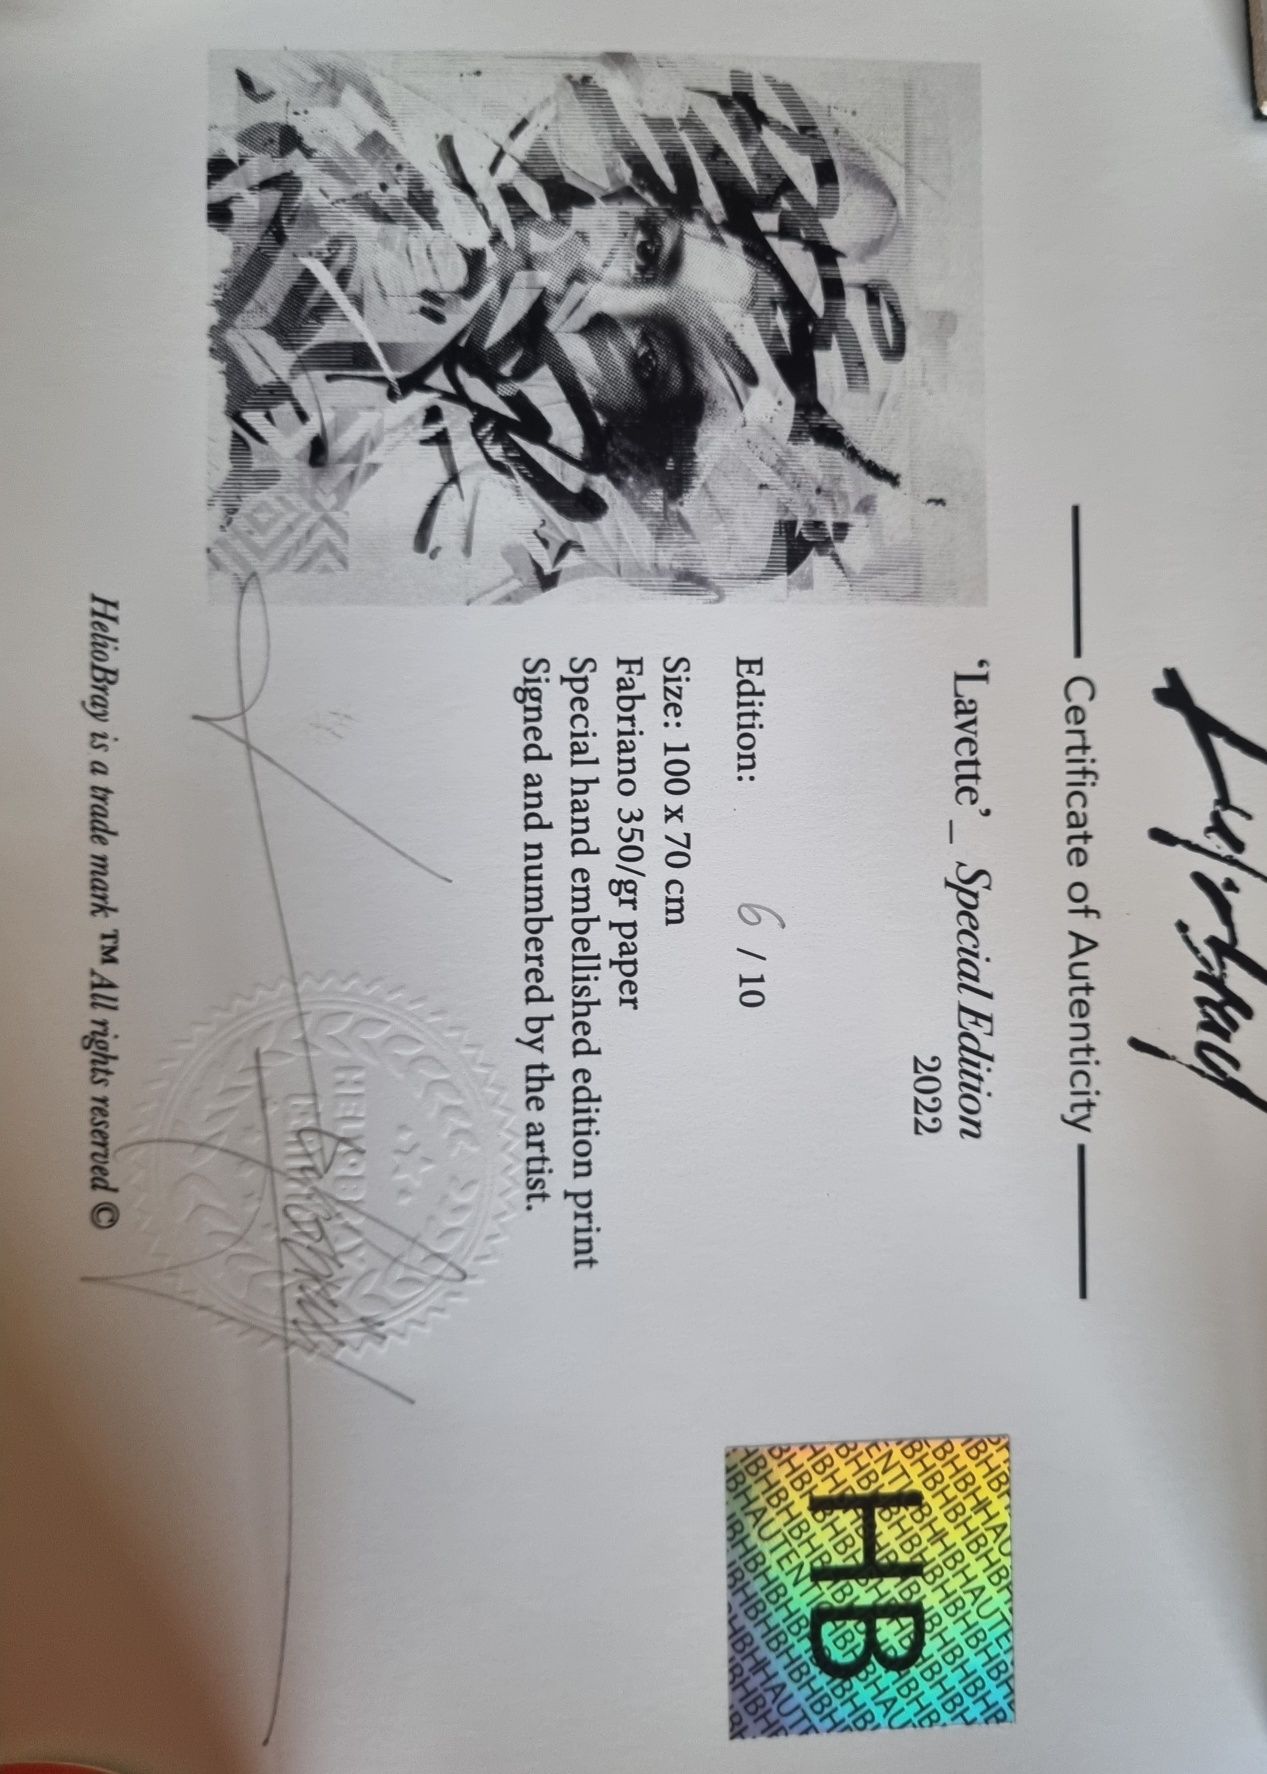 Heliobray
Certificate of Autenticity
‘Lavette’_ Special Edition
2022
Edition: 6 / 10
Size: 100 x 70 cm
Fabriano 350/gr paper
Special hand embellished edition print
Signed and numbered by the artist.
HB
HELIOBRAY
HelioBray is a trade mark ™ All rights reserved ©